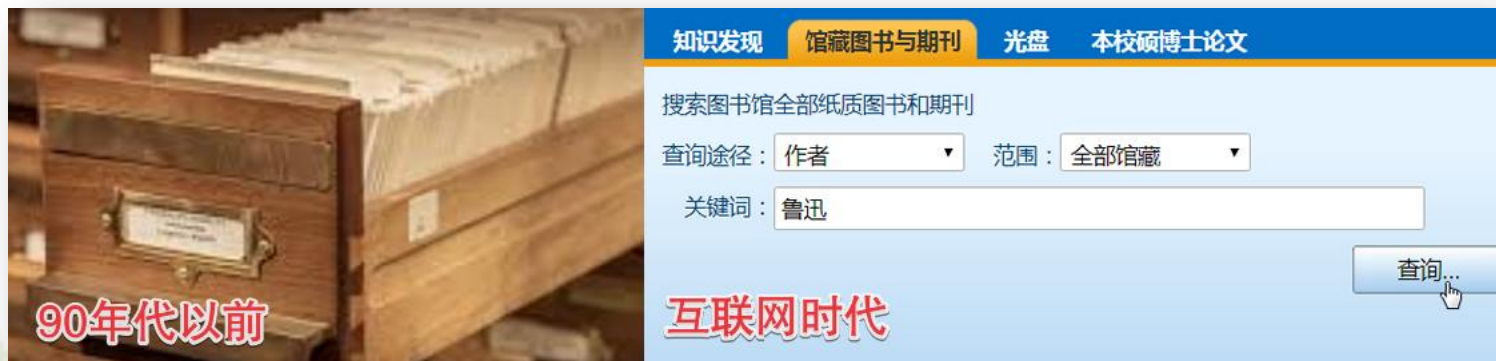 90年代以前
知识发现 馆藏图书与期刊 光盘 本校硕博士论文
搜索图书馆全部纸质图书和期刊
查询途径： 作者 范围： 全部馆藏
关键词： 鲁迅
查询...
互联网时代